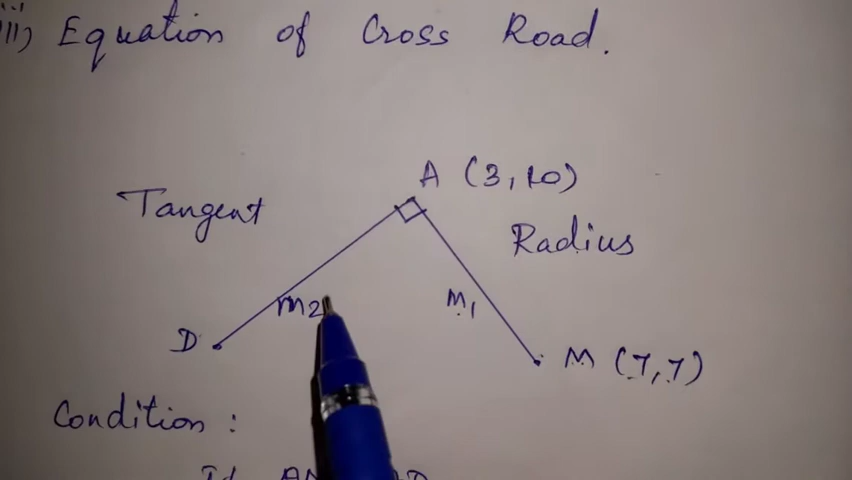 iii) Equation of Cross Road.
A (3,10)
Tangent
Radius
m2
M1
D
M (7,7)
Condition :